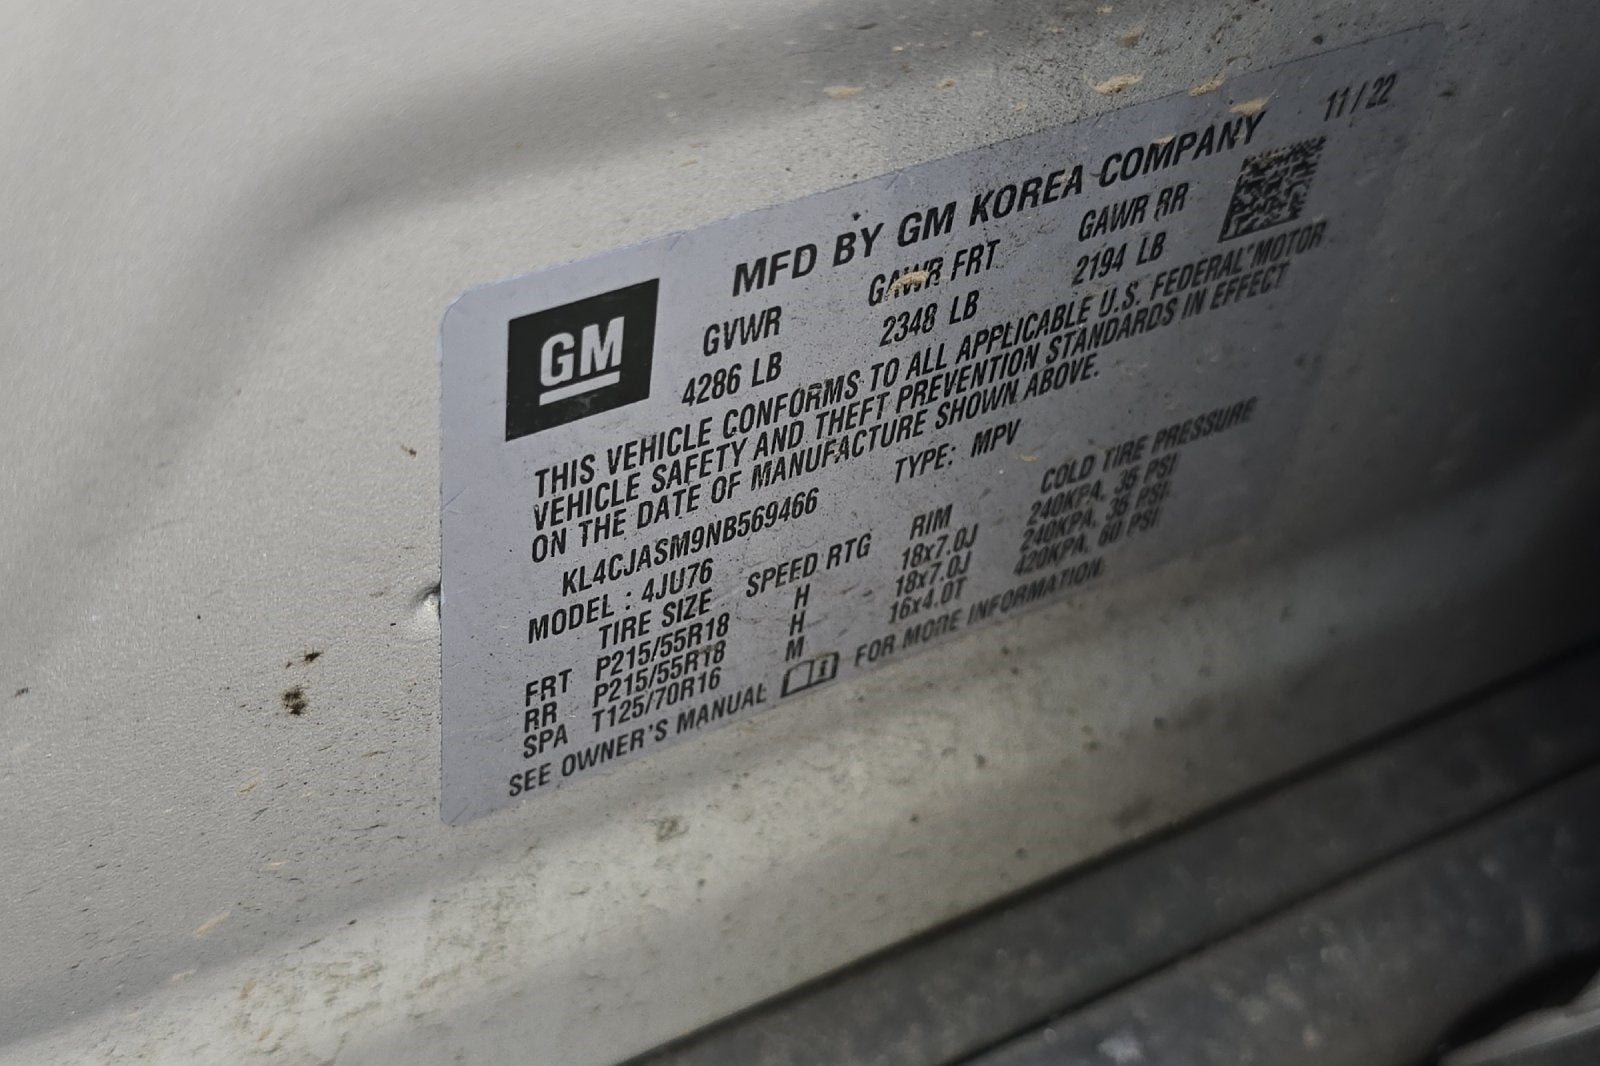 11/22
MFD BY GM KOREA COMPANY
GM
GVWR GAWR FRT GAWR RR
4286 LB 2348 LB 2194 LB
THIS VEHICLE CONFORMS TO ALL APPLICABLE U.S. FEDERAL MOTOR
VEHICLE SAFETY AND THEFT PREVENTION STANDARDS IN EFFECT
ON THE DATE OF MANUFACTURE SHOWN ABOVE.
KL4CJASM9NB569466 TYPE: MPV
MODEL : 4JU76
TIRE SIZE SPEED RTG RIM COLD TIRE PRESSURE
FRT P215/55R18 H 18x7.0J 240KPA, 35 PSI
RR P215/55R18 H 18x7.0J 240KPA, 35 PSI
SPA T125/70R16 M 16x4.0T 420KPA, 60 PSI
SEE OWNER'S MANUAL FOR MORE INFORMATION